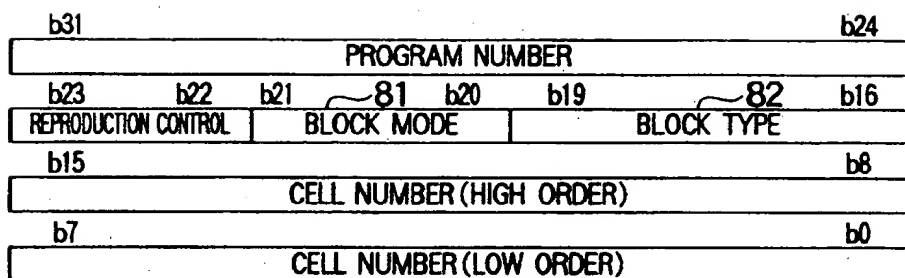 b31 b24
PROGRAM NUMBER
b23 b22 b21 81 b20 b19 82 b16
REPRODUCTION CONTROL BLOCK MODE BLOCK TYPE
b15 b8
CELL NUMBER (HIGH ORDER)
b7 b0
CELL NUMBER (LOW ORDER)